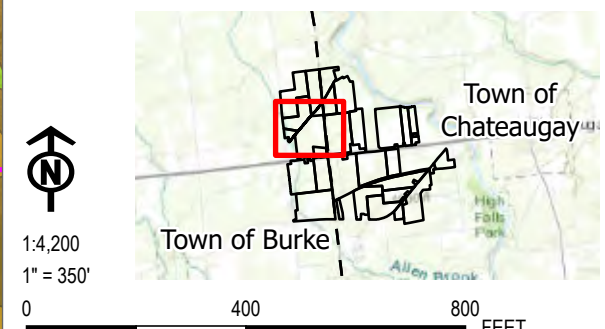 Town of
Chateaugay
N
1:4,200
1" = 350'
Town of Burke
High
Falls
Park
Allen Brook
0 400 800
FEET